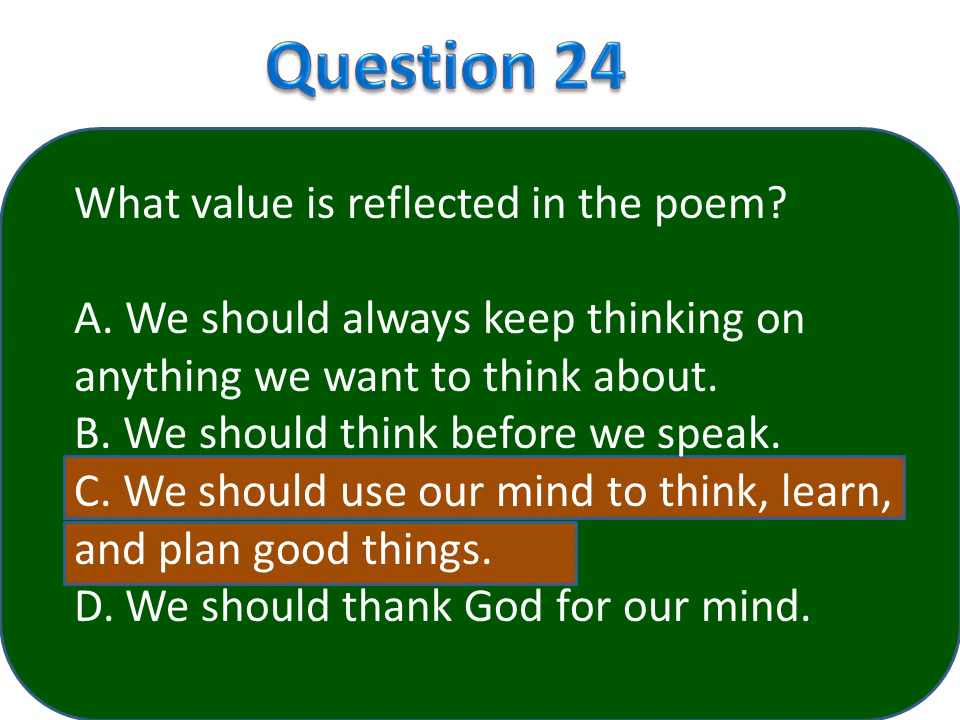 Question 24
What value is reflected in the poem?
A. We should always keep thinking on
anything we want to think about.
B. We should think before we speak.
C. We should use our mind to think, learn,
and plan good things.
D. We should thank God for our mind.